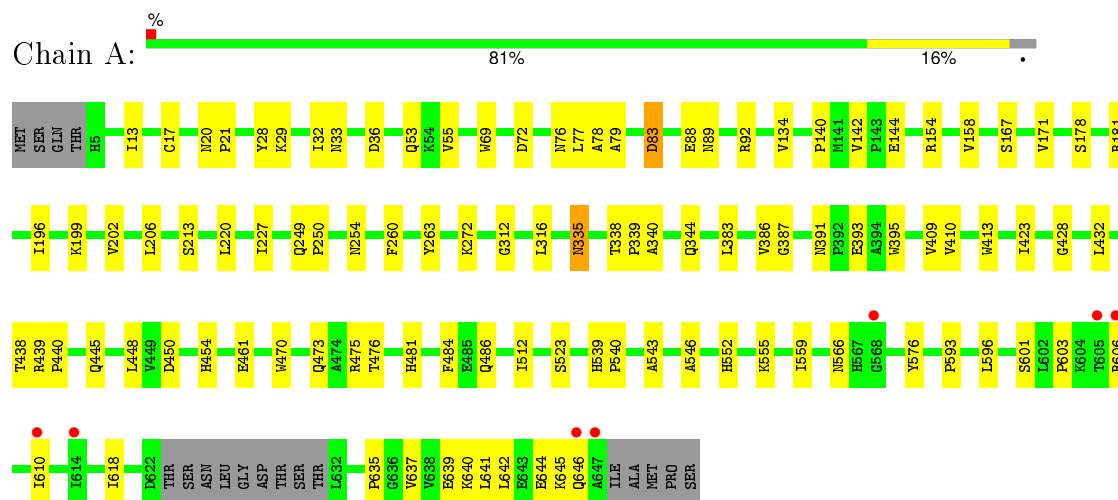 %
Chain A:
81% 16% •
MET SER GLN THR H5 I13 C17 N20 P21 Y28 K29 I32 N33 D36 Q53 K54 V55 W69 D72 N76 L77 A78 A79 D83 E88 N89 R92 V134 P140 M141 V142 P143 E144 R154 V158 S167 V171 S178 R181
I196 K199 V202 L206 S213 L220 I227 Q249 P250 N254 F260 Y263 K272 G312 L316 N335 T338 P339 A340 Q344 L383 V386 G387 N391 P392 E393 A394 W395 V409 V410 W413 I423 G428 L432
T438 R439 P440 Q445 L448 V449 D450 H454 E461 W470 Q473 A474 R475 T476 H481 F484 E485 Q486 I512 S523 H539 P540 A543 A546 H552 K555 I559 N566 H567 G568 Y576 P593 L596 S601 L602 P603 K604 T605 R606
I610 I614 I618 D622 THR SER ASN LEU GLY ASP THR SER THR L632 P635 G636 V637 V638 E639 K640 L641 L642 E643 E644 K645 Q646 A647 ILE ALA MET PRO SER